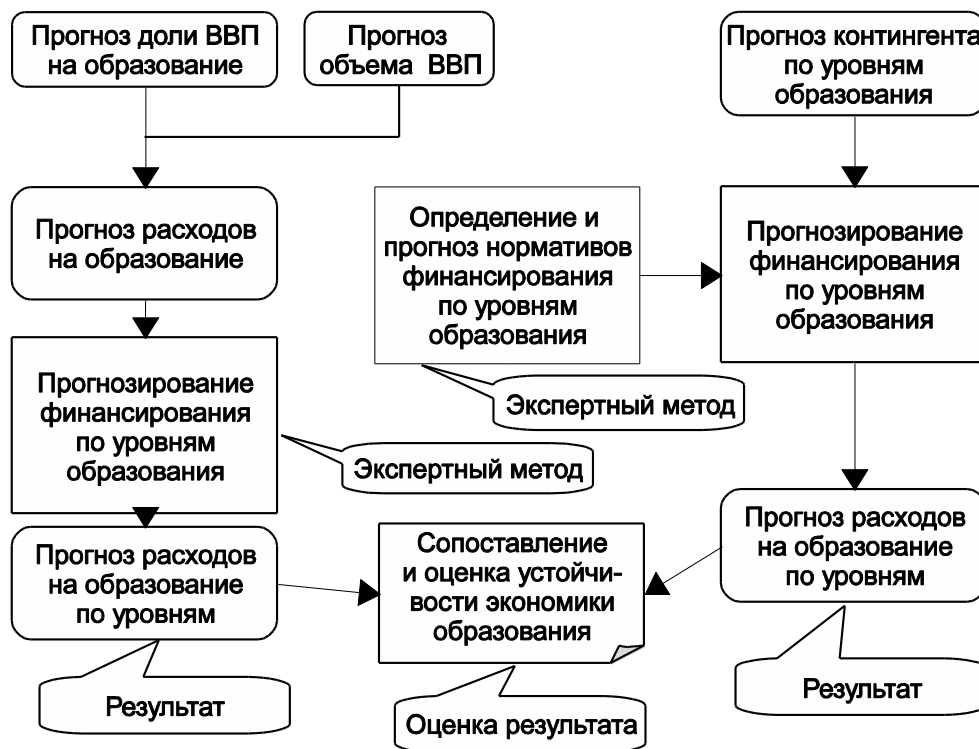 Прогноз доли ВВП
на образование
Прогноз
объема ВВП
Прогноз контингента
по уровням
образования
Прогноз расходов
на образование
Определение и
прогноз нормативов
финансирования
по уровням
образования
Прогнозирование
финансирования
по уровням
образования
Прогнозирование
финансирования
по уровням
образования
Экспертный метод
Экспертный метод
Прогноз расходов
на образование
по уровням
Сопоставление
и оценка устойчи-
вости экономики
образования
Прогноз расходов
на образование
по уровням
Результат
Оценка результата
Результат